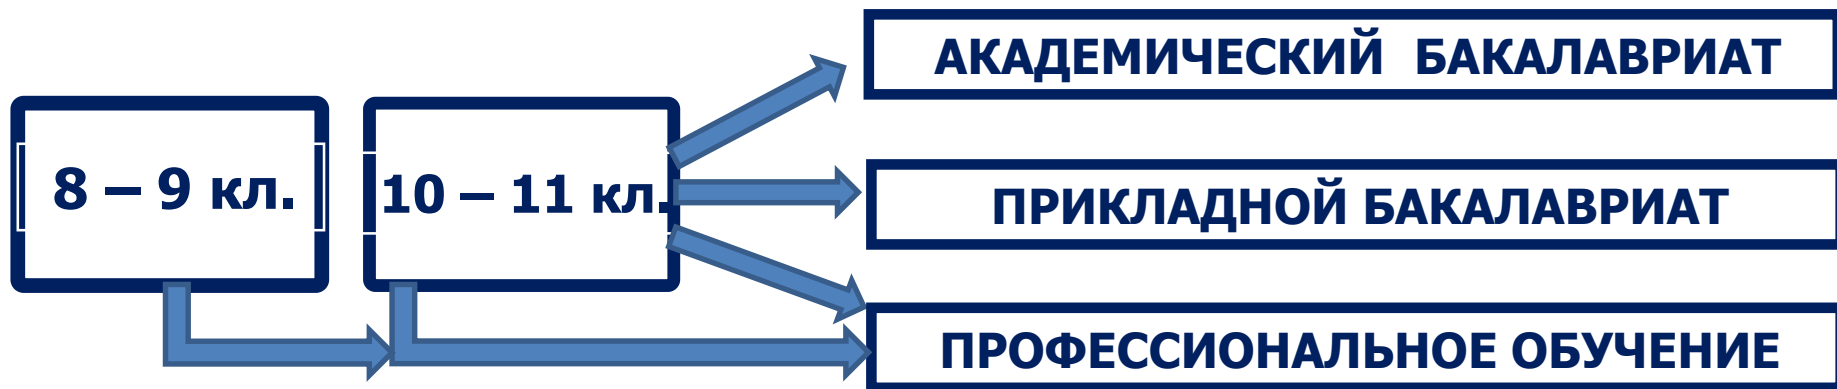 АКАДЕМИЧЕСКИЙ БАКАЛАВРИАТ
8 – 9 кл.
10 – 11 кл.
ПРИКЛАДНОЙ БАКАЛАВРИАТ
ПРОФЕССИОНАЛЬНОЕ ОБУЧЕНИЕ